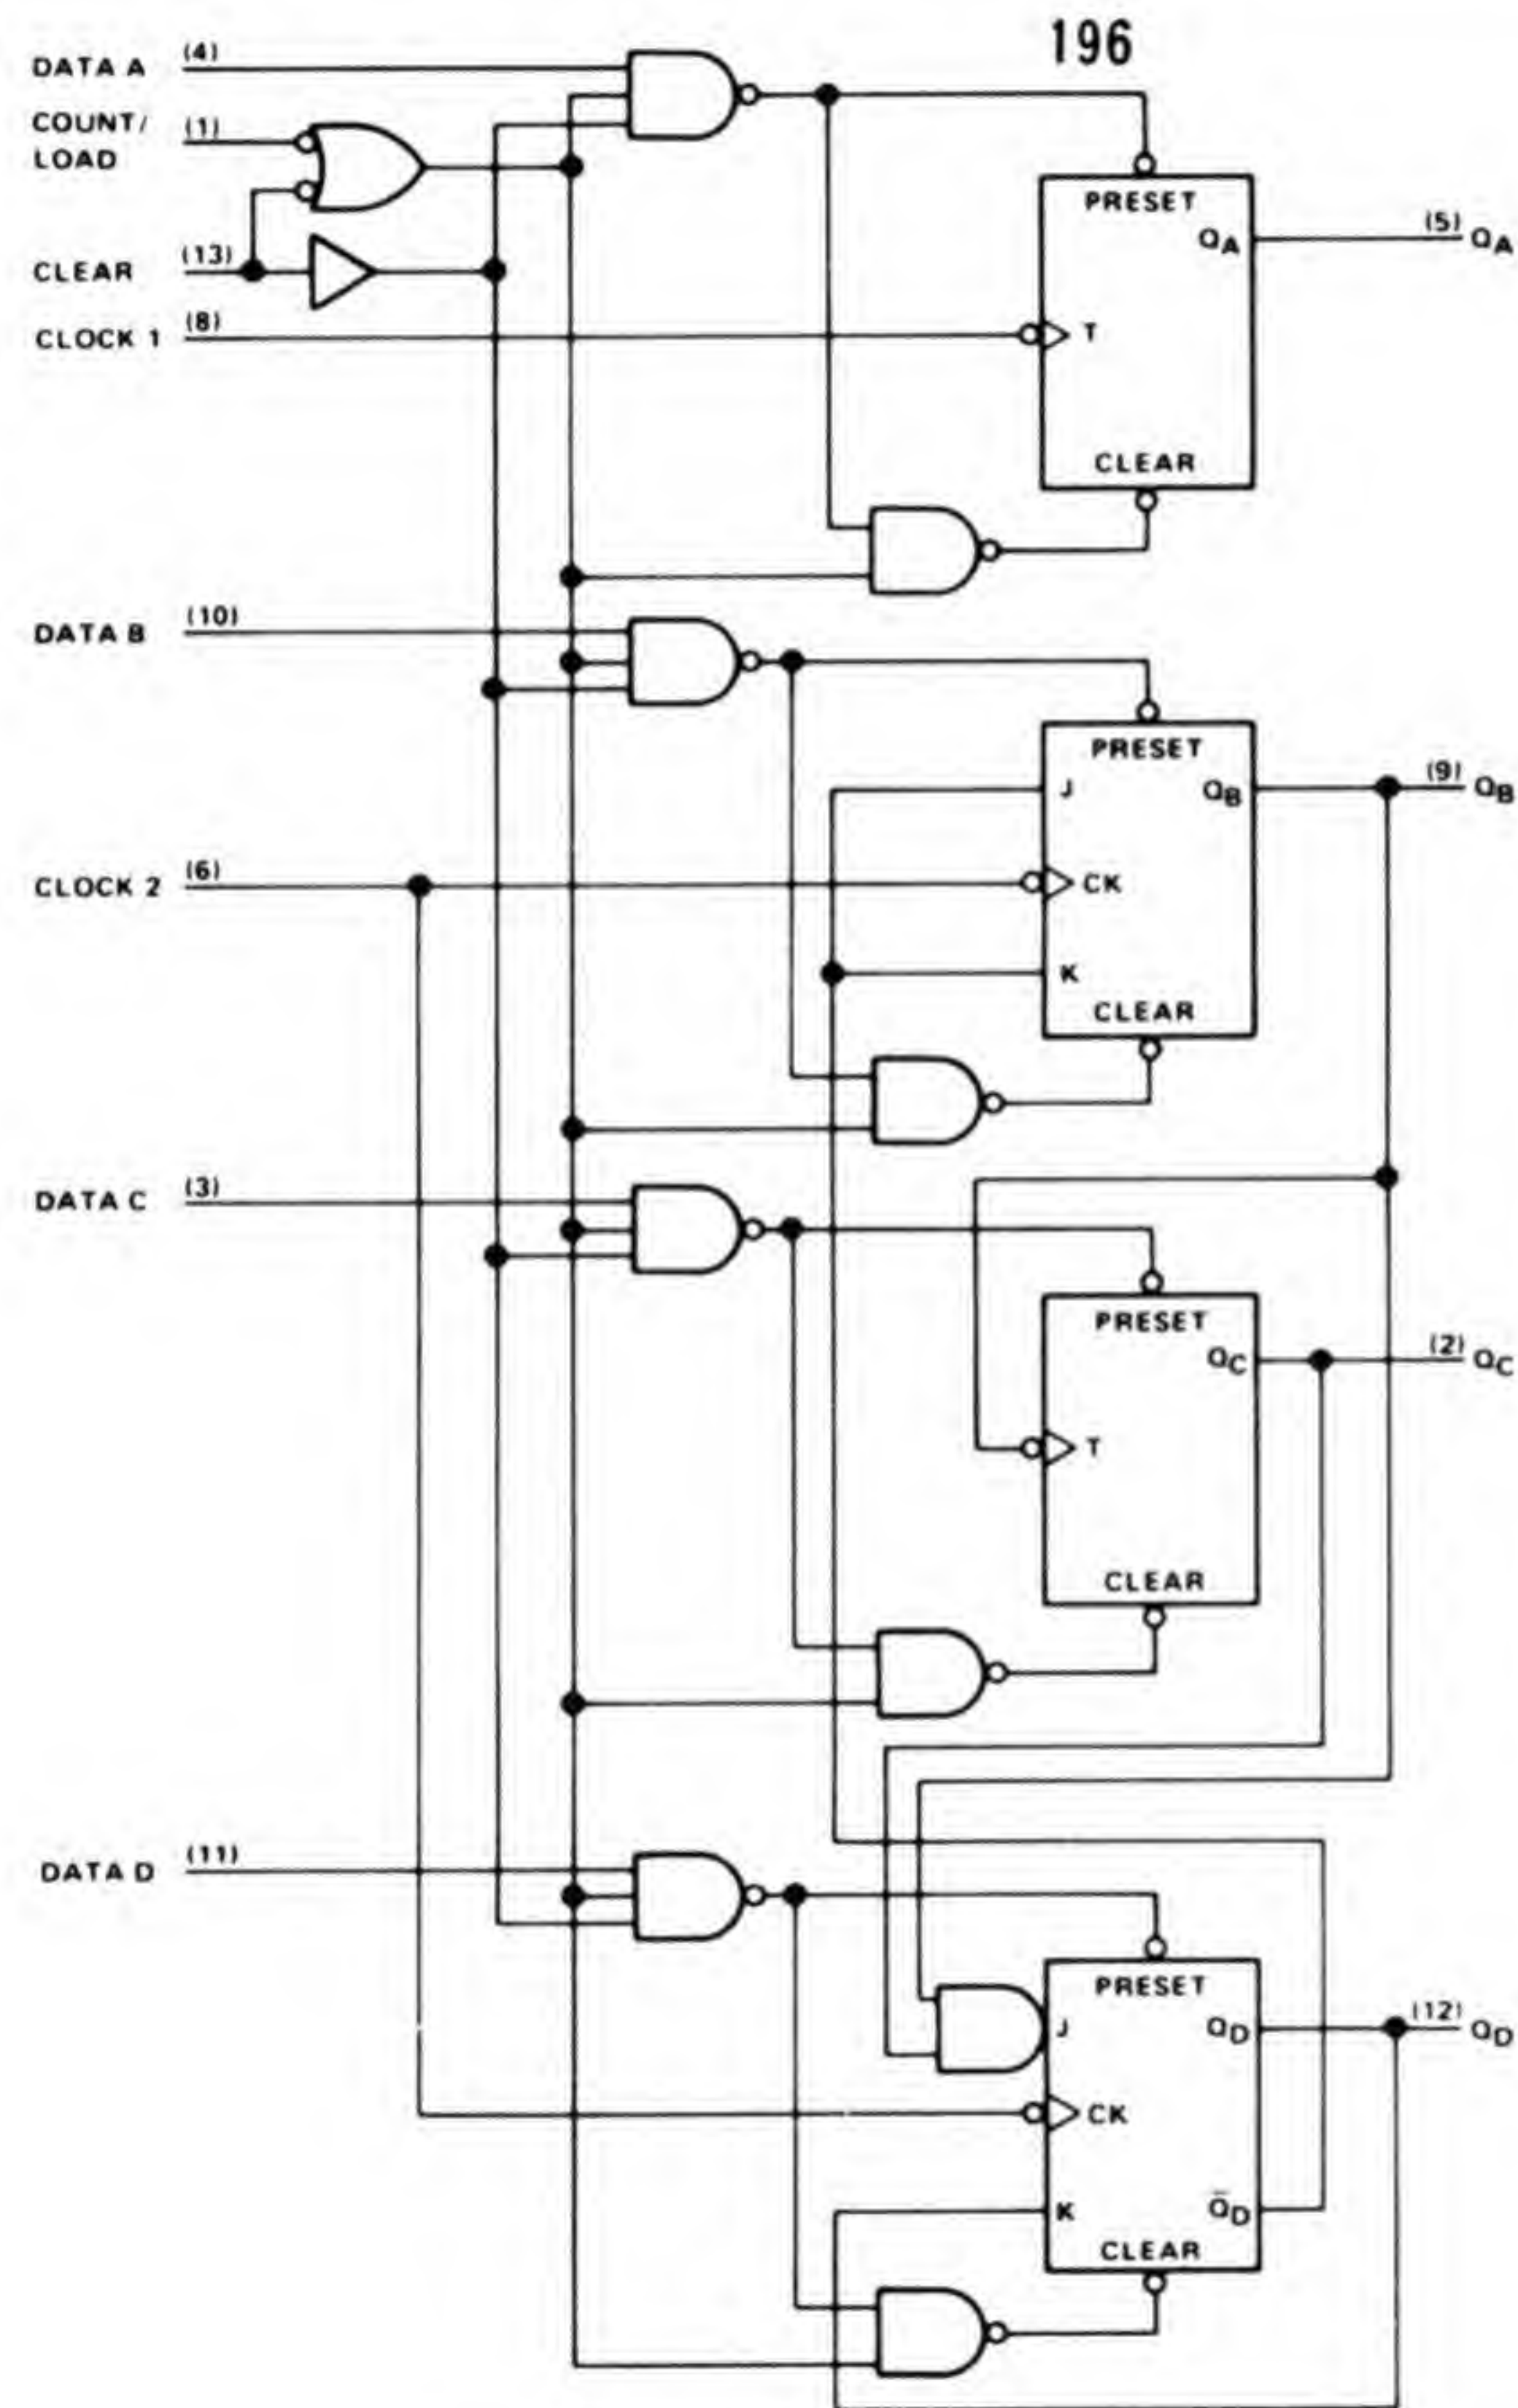 196
DATA A (4)
COUNT/
LOAD (1)
CLEAR (13)
CLOCK 1 (8)
PRESET
QA (5) QA
T
CLEAR
DATA B (10)
PRESET
J QB (9) QB
CLOCK 2 (6) CK
K
CLEAR
DATA C (3)
PRESET
QC (2) QC
T
CLEAR
DATA D (11)
PRESET
J QD (12) QD
CK
K Q̄D
CLEAR